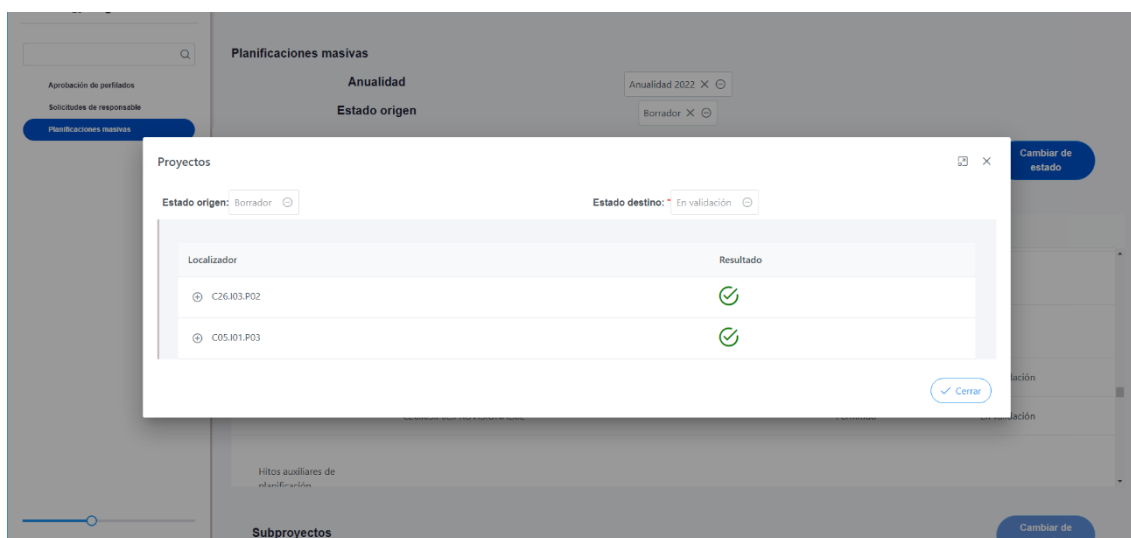 Planificaciones masivas
Anualidad
Anualidad 2022
Estado origen
Borrador
Aprobación de perfilados
Solicitudes de responsable
Planificaciones masivas
Cambiar de
estado
Proyectos
Estado origen: Borrador
Estado destino: * En validación
Localizador
Resultado
C26.I03.P02
C05.I01.P03
Cerrar
Hitos auxiliares de
planificación
Subproyectos
Cambiar de